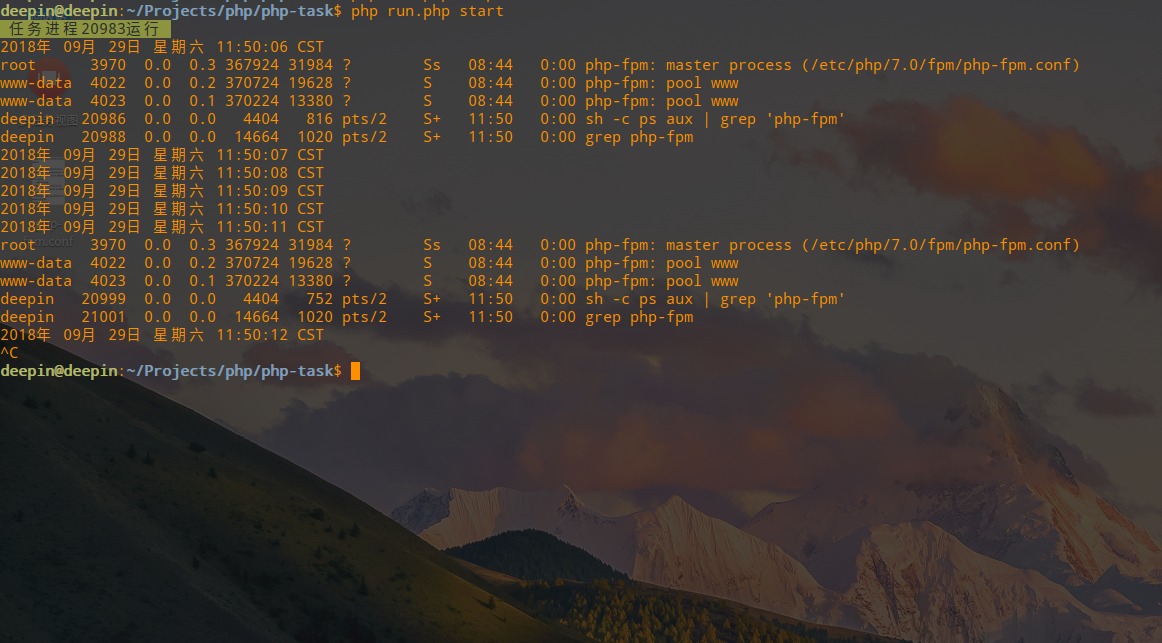 deepin@deepin:~/Projects/php/php-task$ php run.php start
任务进程20983运行
2018年 09月 29日 星期六 11:50:06 CST
root      3970  0.0  0.3 367924 31984 ?        Ss   08:44   0:00 php-fpm: master process (/etc/php/7.0/fpm/php-fpm.conf)
www-data  4022  0.0  0.2 370724 19628 ?        S    08:44   0:00 php-fpm: pool www
www-data  4023  0.0  0.1 370224 13380 ?        S    08:44   0:00 php-fpm: pool www
deepin   20986  0.0  0.0   4404   816 pts/2    S+   11:50   0:00 sh -c ps aux | grep 'php-fpm'
deepin   20988  0.0  0.0  14664  1020 pts/2    S+   11:50   0:00 grep php-fpm
2018年 09月 29日 星期六 11:50:07 CST
2018年 09月 29日 星期六 11:50:08 CST
2018年 09月 29日 星期六 11:50:09 CST
2018年 09月 29日 星期六 11:50:10 CST
2018年 09月 29日 星期六 11:50:11 CST
root      3970  0.0  0.3 367924 31984 ?        Ss   08:44   0:00 php-fpm: master process (/etc/php/7.0/fpm/php-fpm.conf)
www-data  4022  0.0  0.2 370724 19628 ?        S    08:44   0:00 php-fpm: pool www
www-data  4023  0.0  0.1 370224 13380 ?        S    08:44   0:00 php-fpm: pool www
deepin   20999  0.0  0.0   4404   752 pts/2    S+   11:50   0:00 sh -c ps aux | grep 'php-fpm'
deepin   21001  0.0  0.0  14664  1020 pts/2    S+   11:50   0:00 grep php-fpm
2018年 09月 29日 星期六 11:50:12 CST
^C
deepin@deepin:~/Projects/php/php-task$